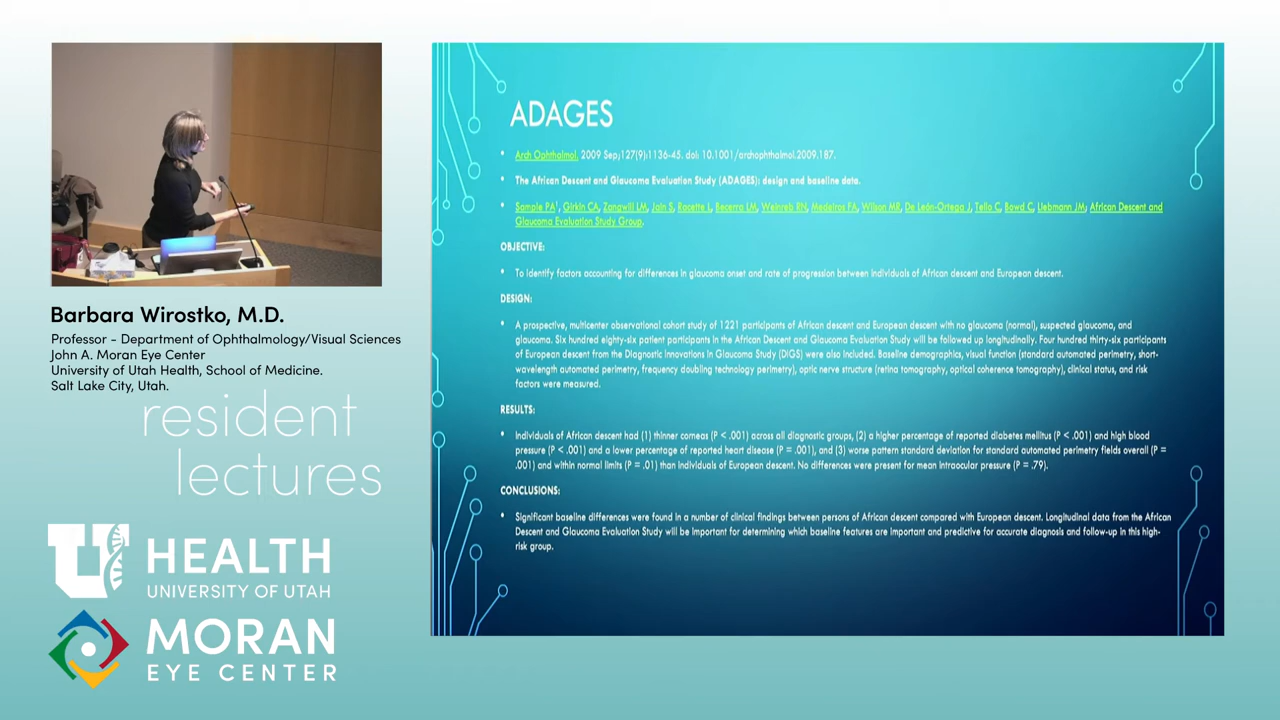 ADAGES
Arch Ophthalmol. 2009 Sep;127(9):1136-45. doi: 10.1001/archophthalmol.2009.187.
The African Descent and Glaucoma Evaluation Study (ADAGES): design and baseline data.
Sample PA¹, Girkin CA, Zangwill LM, Jain S, Racette L, Becerra LM, Weinreb RN, Medeiros FA, Wilson MR, De León-Ortega J, Tello C, Bowd C, Liebmann JM; African Descent and
Glaucoma Evaluation Study Group.
OBJECTIVE:
To identify factors accounting for differences in glaucoma onset and rate of progression between individuals of African descent and European descent.
DESIGN:
A prospective, multicenter observational cohort study of 1221 participants of African descent and European descent with no glaucoma (normal), suspected glaucoma, and
glaucoma. Six hundred eighty-six patient participants in the African Descent and Glaucoma Evaluation Study will be followed up longitudinally. Four hundred thirty-six participants
of European descent from the Diagnostic Innovations in Glaucoma Study (DIGS) were also included. Baseline demographics, visual function (standard automated perimetry, short-
wavelength automated perimetry, frequency doubling technology perimetry), optic nerve structure (retina tomography, optical coherence tomography), clinical status, and risk
factors were measured.
RESULTS:
Individuals of African descent had (1) thinner corneas (P < .001) across all diagnostic groups, (2) a higher percentage of reported diabetes mellitus (P < .001) and high blood
pressure (P < .001) and a lower percentage of reported heart disease (P = .001), and (3) worse pattern standard deviation for standard automated perimetry fields overall (P =
.001) and within normal limits (P = .01) than individuals of European descent. No differences were present for mean intraocular pressure (P = .79).
CONCLUSIONS:
Significant baseline differences were found in a number of clinical findings between persons of African descent compared with European descent. Longitudinal data from the African
Descent and Glaucoma Evaluation Study will be important for determining which baseline features are important and predictive for accurate diagnosis and follow-up in this high-
risk group.
Barbara Wirostko, M.D.
Professor - Department of Ophthalmology/Visual Sciences
John A. Moran Eye Center
University of Utah Health, School of Medicine.
Salt Lake City, Utah.
resident
lectures
U HEALTH
UNIVERSITY OF UTAH
MORAN
EYE CENTER